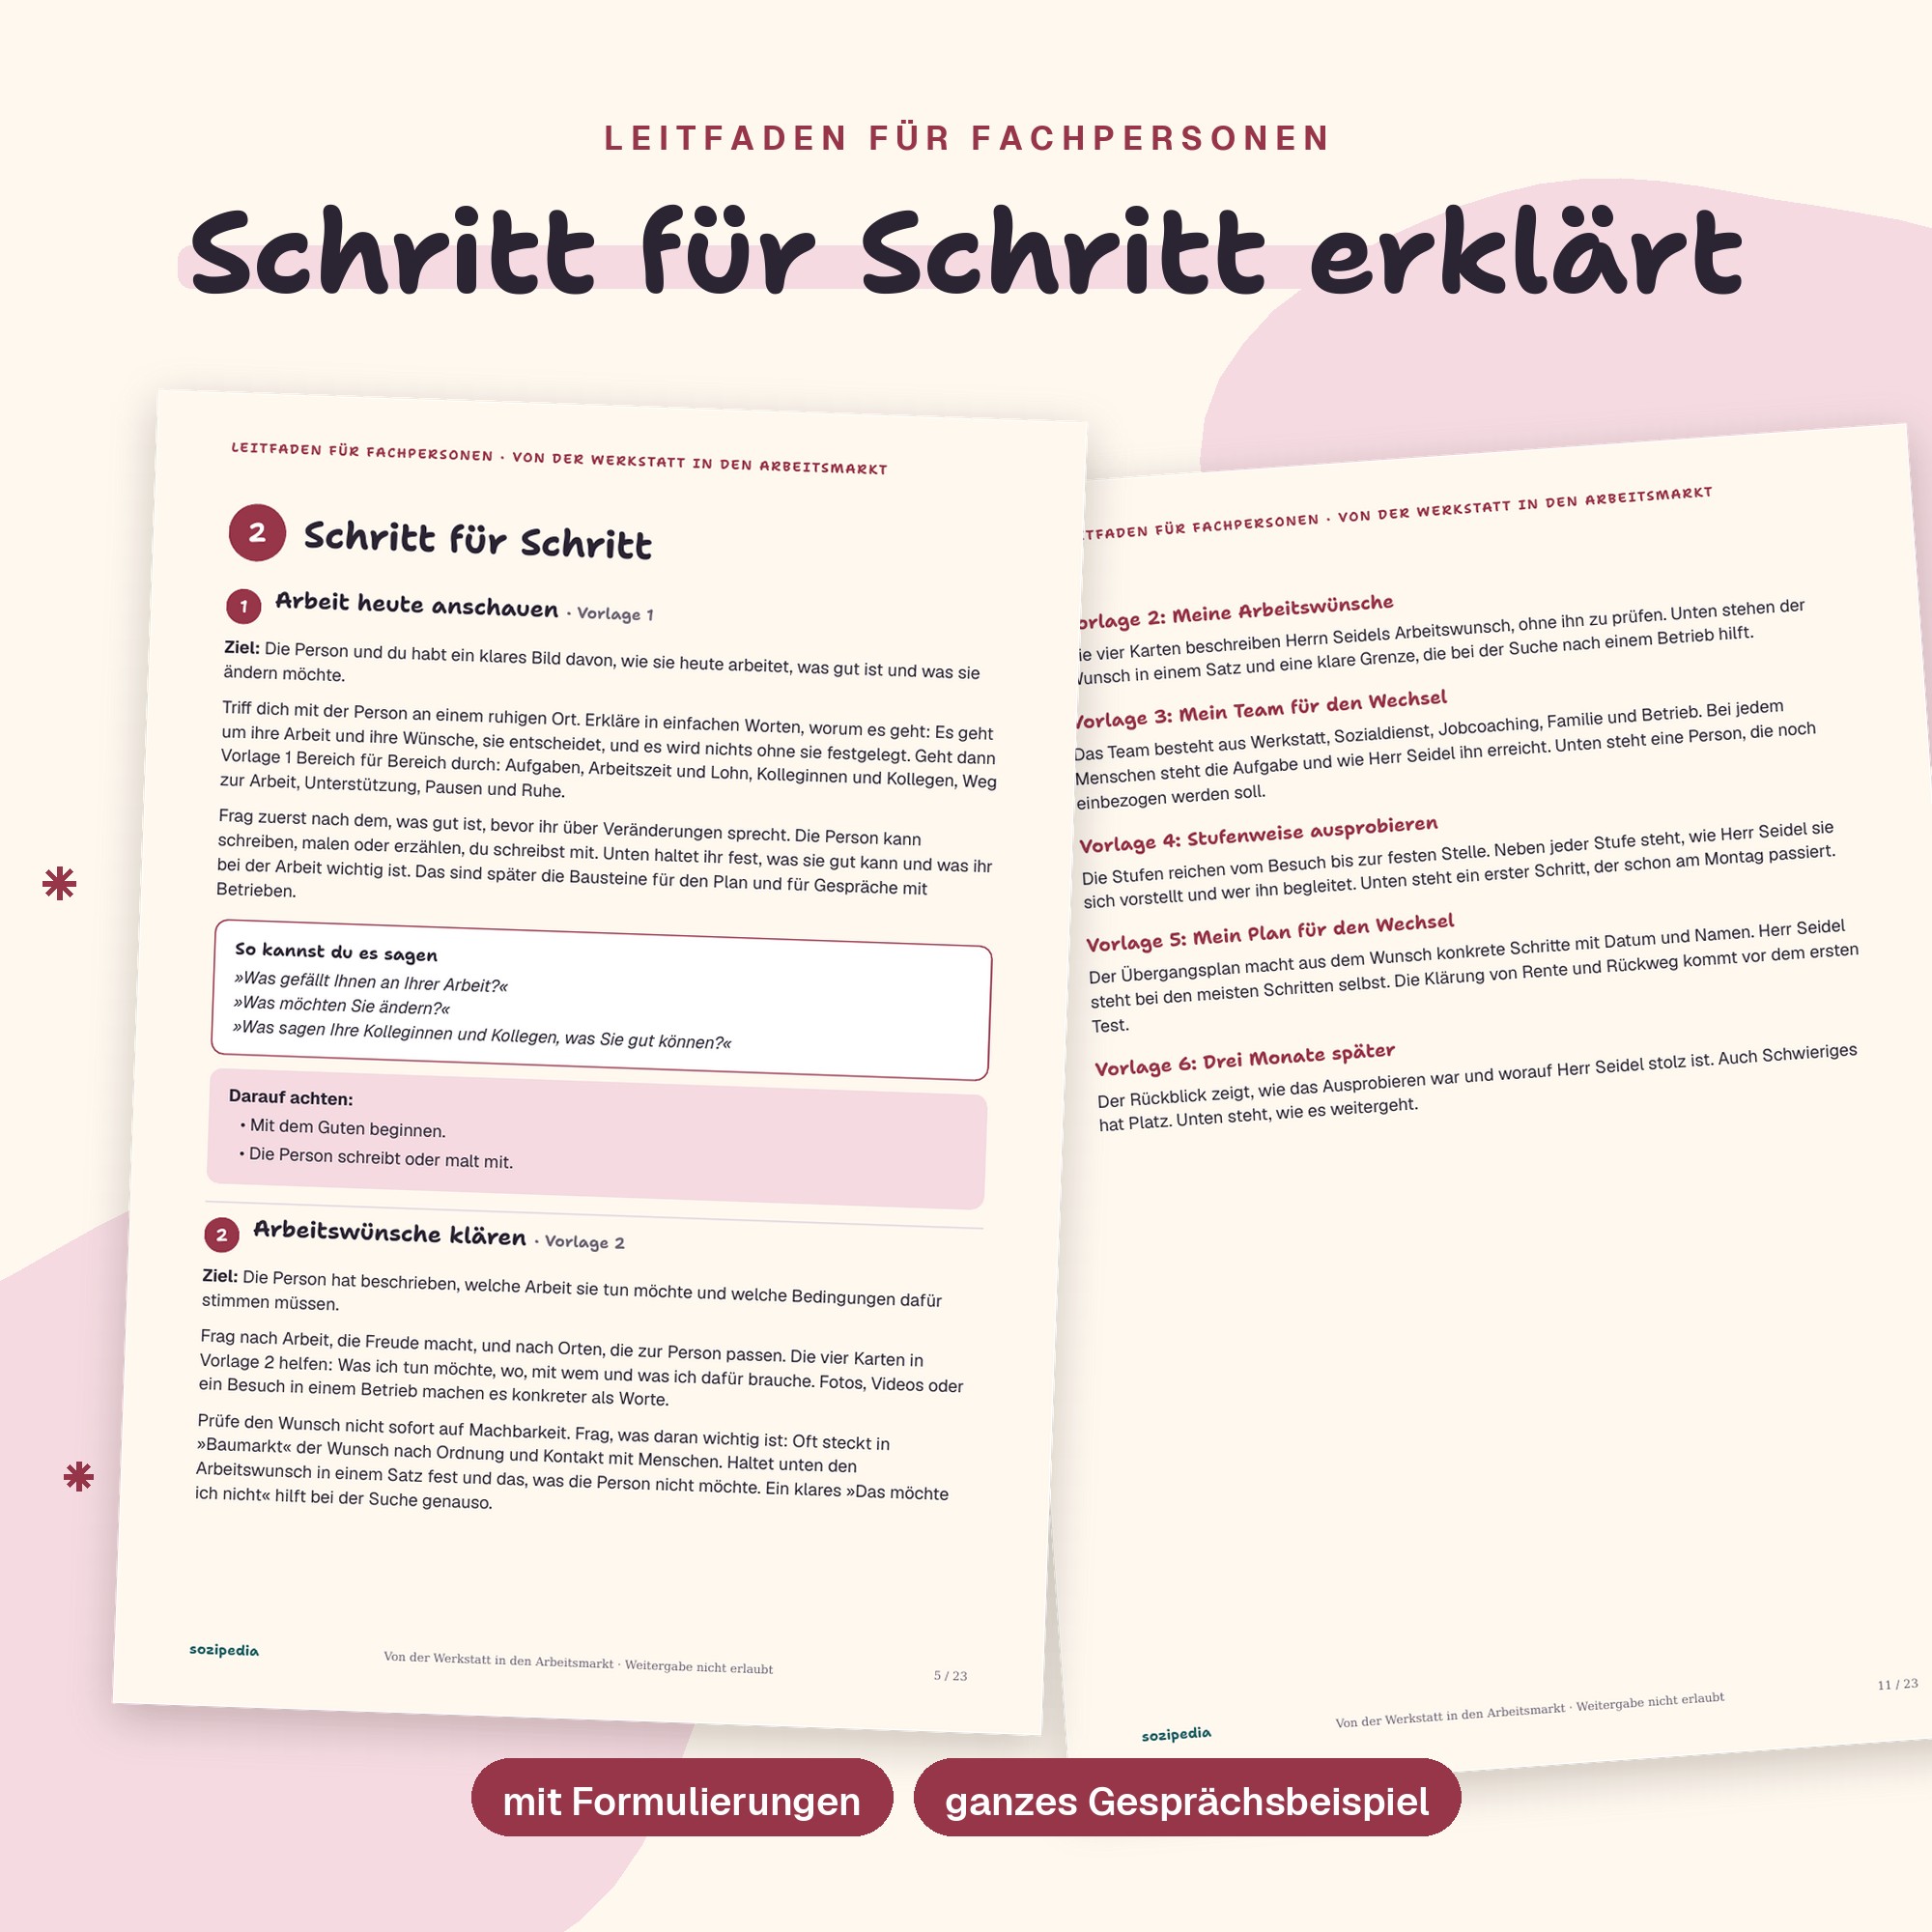 LEITFADEN FÜR FACHPERSONEN
Schritt für Schritt erklärt
LEITFADEN FÜR FACHPERSONEN · VON DER WERKSTATT IN DEN ARBEITSMARKT
2 Schritt für Schritt
1 Arbeit heute anschauen · Vorlage 1
Ziel: Die Person und du habt ein klares Bild davon, wie sie heute arbeitet, was gut ist und was sie
ändern möchte.
Triff dich mit der Person an einem ruhigen Ort. Erkläre in einfachen Worten, worum es geht: Es geht
um ihre Arbeit und ihre Wünsche, sie entscheidet, und es wird nichts ohne sie festgelegt. Geht dann
Vorlage 1 Bereich für Bereich durch: Aufgaben, Arbeitszeit und Lohn, Kolleginnen und Kollegen, Weg
zur Arbeit, Unterstützung, Pausen und Ruhe.
Frag zuerst nach dem, was gut ist, bevor ihr über Veränderungen sprecht. Die Person kann
schreiben, malen oder erzählen, du schreibst mit. Unten haltet ihr fest, was sie gut kann und was ihr
bei der Arbeit wichtig ist. Das sind später die Bausteine für den Plan und für Gespräche mit
Betrieben.
So kannst du es sagen
»Was gefällt Ihnen an Ihrer Arbeit?«
»Was möchten Sie ändern?«
»Was sagen Ihre Kolleginnen und Kollegen, was Sie gut können?«
Darauf achten:
• Mit dem Guten beginnen.
• Die Person schreibt oder malt mit.
2 Arbeitswünsche klären · Vorlage 2
Ziel: Die Person hat beschrieben, welche Arbeit sie tun möchte und welche Bedingungen dafür
stimmen müssen.
Frag nach Arbeit, die Freude macht, und nach Orten, die zur Person passen. Die vier Karten in
Vorlage 2 helfen: Was ich tun möchte, wo, mit wem und was ich dafür brauche. Fotos, Videos oder
ein Besuch in einem Betrieb machen es konkreter als Worte.
Prüfe den Wunsch nicht sofort auf Machbarkeit. Frag, was daran wichtig ist: Oft steckt in
»Baumarkt« der Wunsch nach Ordnung und Kontakt mit Menschen. Haltet unten den
Arbeitswunsch in einem Satz fest und das, was die Person nicht möchte. Ein klares »Das möchte
ich nicht« hilft bei der Suche genauso.
sozipedia
Von der Werkstatt in den Arbeitsmarkt · Weitergabe nicht erlaubt
5 / 23
FÜR FACHPERSONEN · VON DER WERKSTATT IN DEN ARBEITSMARKT
2: Meine Arbeitswünsche
vier Karten beschreiben Herrn Seidels Arbeitswunsch, ohne ihn zu prüfen. Unten stehen der
in einem Satz und eine klare Grenze, die bei der Suche nach einem Betrieb hilft.
Vorlage 3: Mein Team für den Wechsel
Das Team besteht aus Werkstatt, Sozialdienst, Jobcoaching, Familie und Betrieb. Bei jedem
Menschen steht die Aufgabe und wie Herr Seidel ihn erreicht. Unten steht eine Person, die noch
einbezogen werden soll.
Vorlage 4: Stufenweise ausprobieren
Die Stufen reichen vom Besuch bis zur festen Stelle. Neben jeder Stufe steht, wie Herr Seidel sie
sich vorstellt und wer ihn begleitet. Unten steht ein erster Schritt, der schon am Montag passiert.
Vorlage 5: Mein Plan für den Wechsel
Der Übergangsplan macht aus dem Wunsch konkrete Schritte mit Datum und Namen. Herr Seidel
steht bei den meisten Schritten selbst. Die Klärung von Rente und Rückweg kommt vor dem ersten
Test.
Vorlage 6: Drei Monate später
Der Rückblick zeigt, wie das Ausprobieren war und worauf Herr Seidel stolz ist. Auch Schwieriges
hat Platz. Unten steht, wie es weitergeht.
sozipedia
Von der Werkstatt in den Arbeitsmarkt · Weitergabe nicht erlaubt
11 / 23
mit Formulierungen
ganzes Gesprächsbeispiel